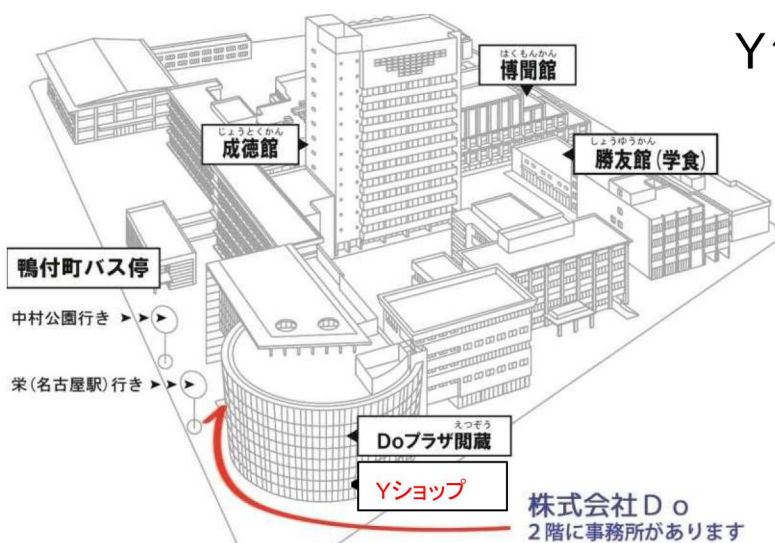 Y
はくもんかん
博聞館
じょうとくかん
成徳館
しょうゆうかん
勝友館(学食)
鴨付町バス停
中村公園行き
栄(名古屋駅)行き
えつぞう
Doプラザ閲蔵
Yショップ
株式会社Do
2階に事務所があります